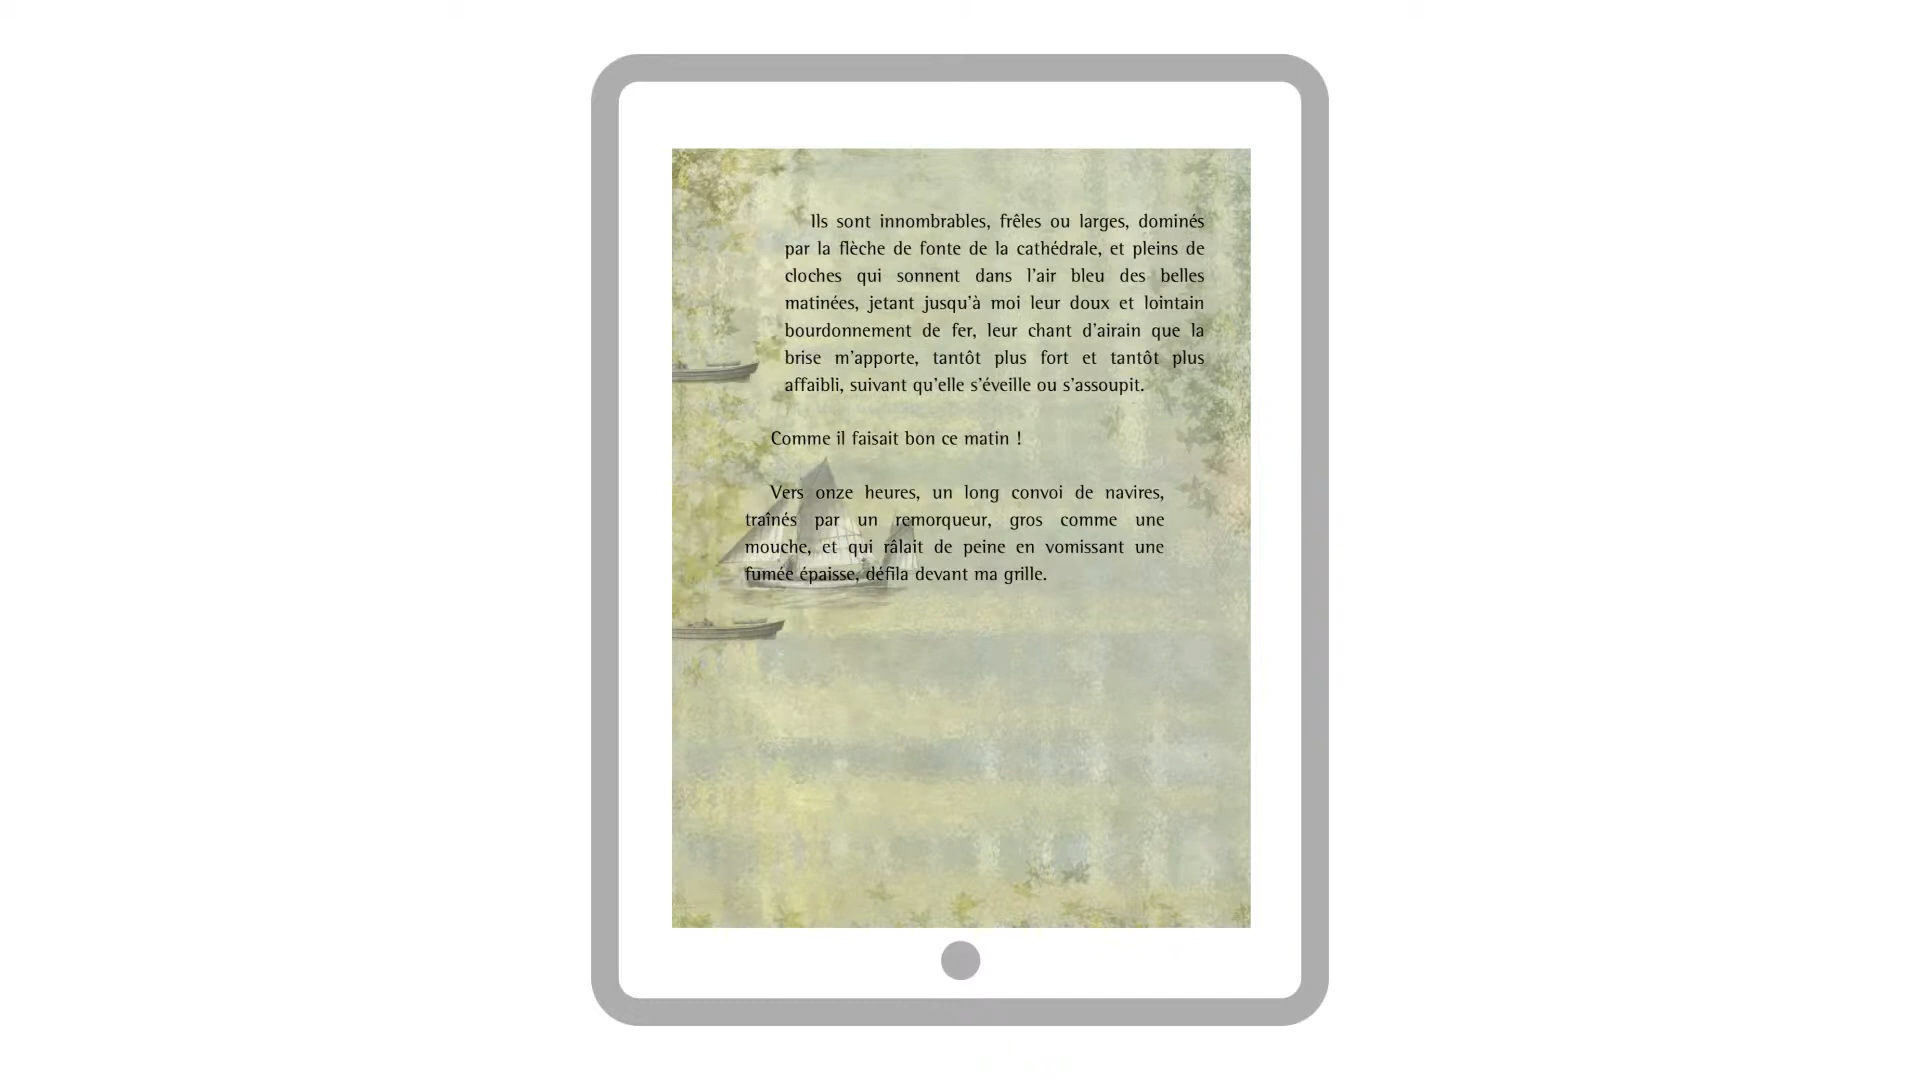 Ils sont innombrables, frêles ou larges, dominés
par la flèche de fonte de la cathédrale, et pleins de
cloches qui sonnent dans l’air bleu des belles
matinées, jetant jusqu’à moi leur doux et lointain
bourdonnement de fer, leur chant d’airain que la
brise m’apporte, tantôt plus fort et tantôt plus
affaibli, suivant qu’elle s’éveille ou s’assoupit.
Comme il faisait bon ce matin !
Vers onze heures, un long convoi de navires,
traînés par un remorqueur, gros comme une
mouche, et qui râlait de peine en vomissant une
fumée épaisse, défila devant ma grille.